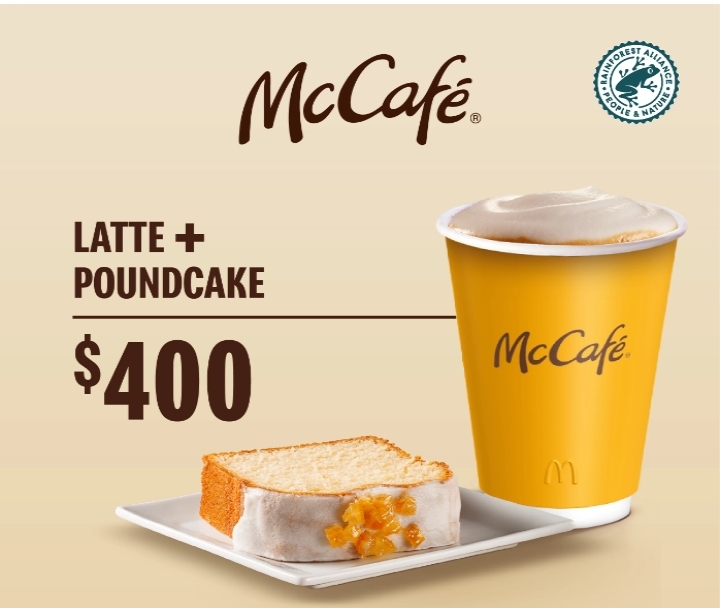 McCafé®
RAINFOREST ALLIANCE
PEOPLE & NATURE
LATTE +
POUNDCAKE
$400
McCafé®